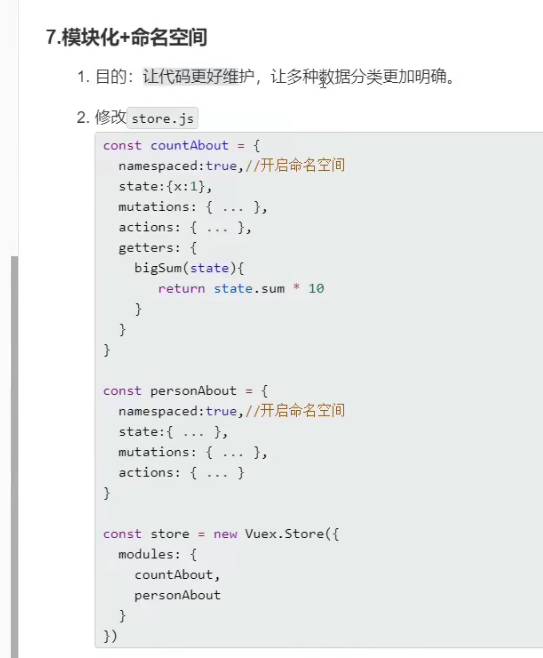 7.模块化+命名空间
1. 目的：让代码更好维护，让多种数据分类更加明确。
2. 修改store.js
const countAbout = {
  namespaced:true,//开启命名空间
  state:{x:1},
  mutations: { ... },
  actions: { ... },
  getters: {
    bigSum(state){
       return state.sum * 10
    }
  }
}

const personAbout = {
  namespaced:true,//开启命名空间
  state:{ ... },
  mutations: { ... },
  actions: { ... }
}

const store = new Vuex.Store({
  modules: {
    countAbout,
    personAbout
  }
})